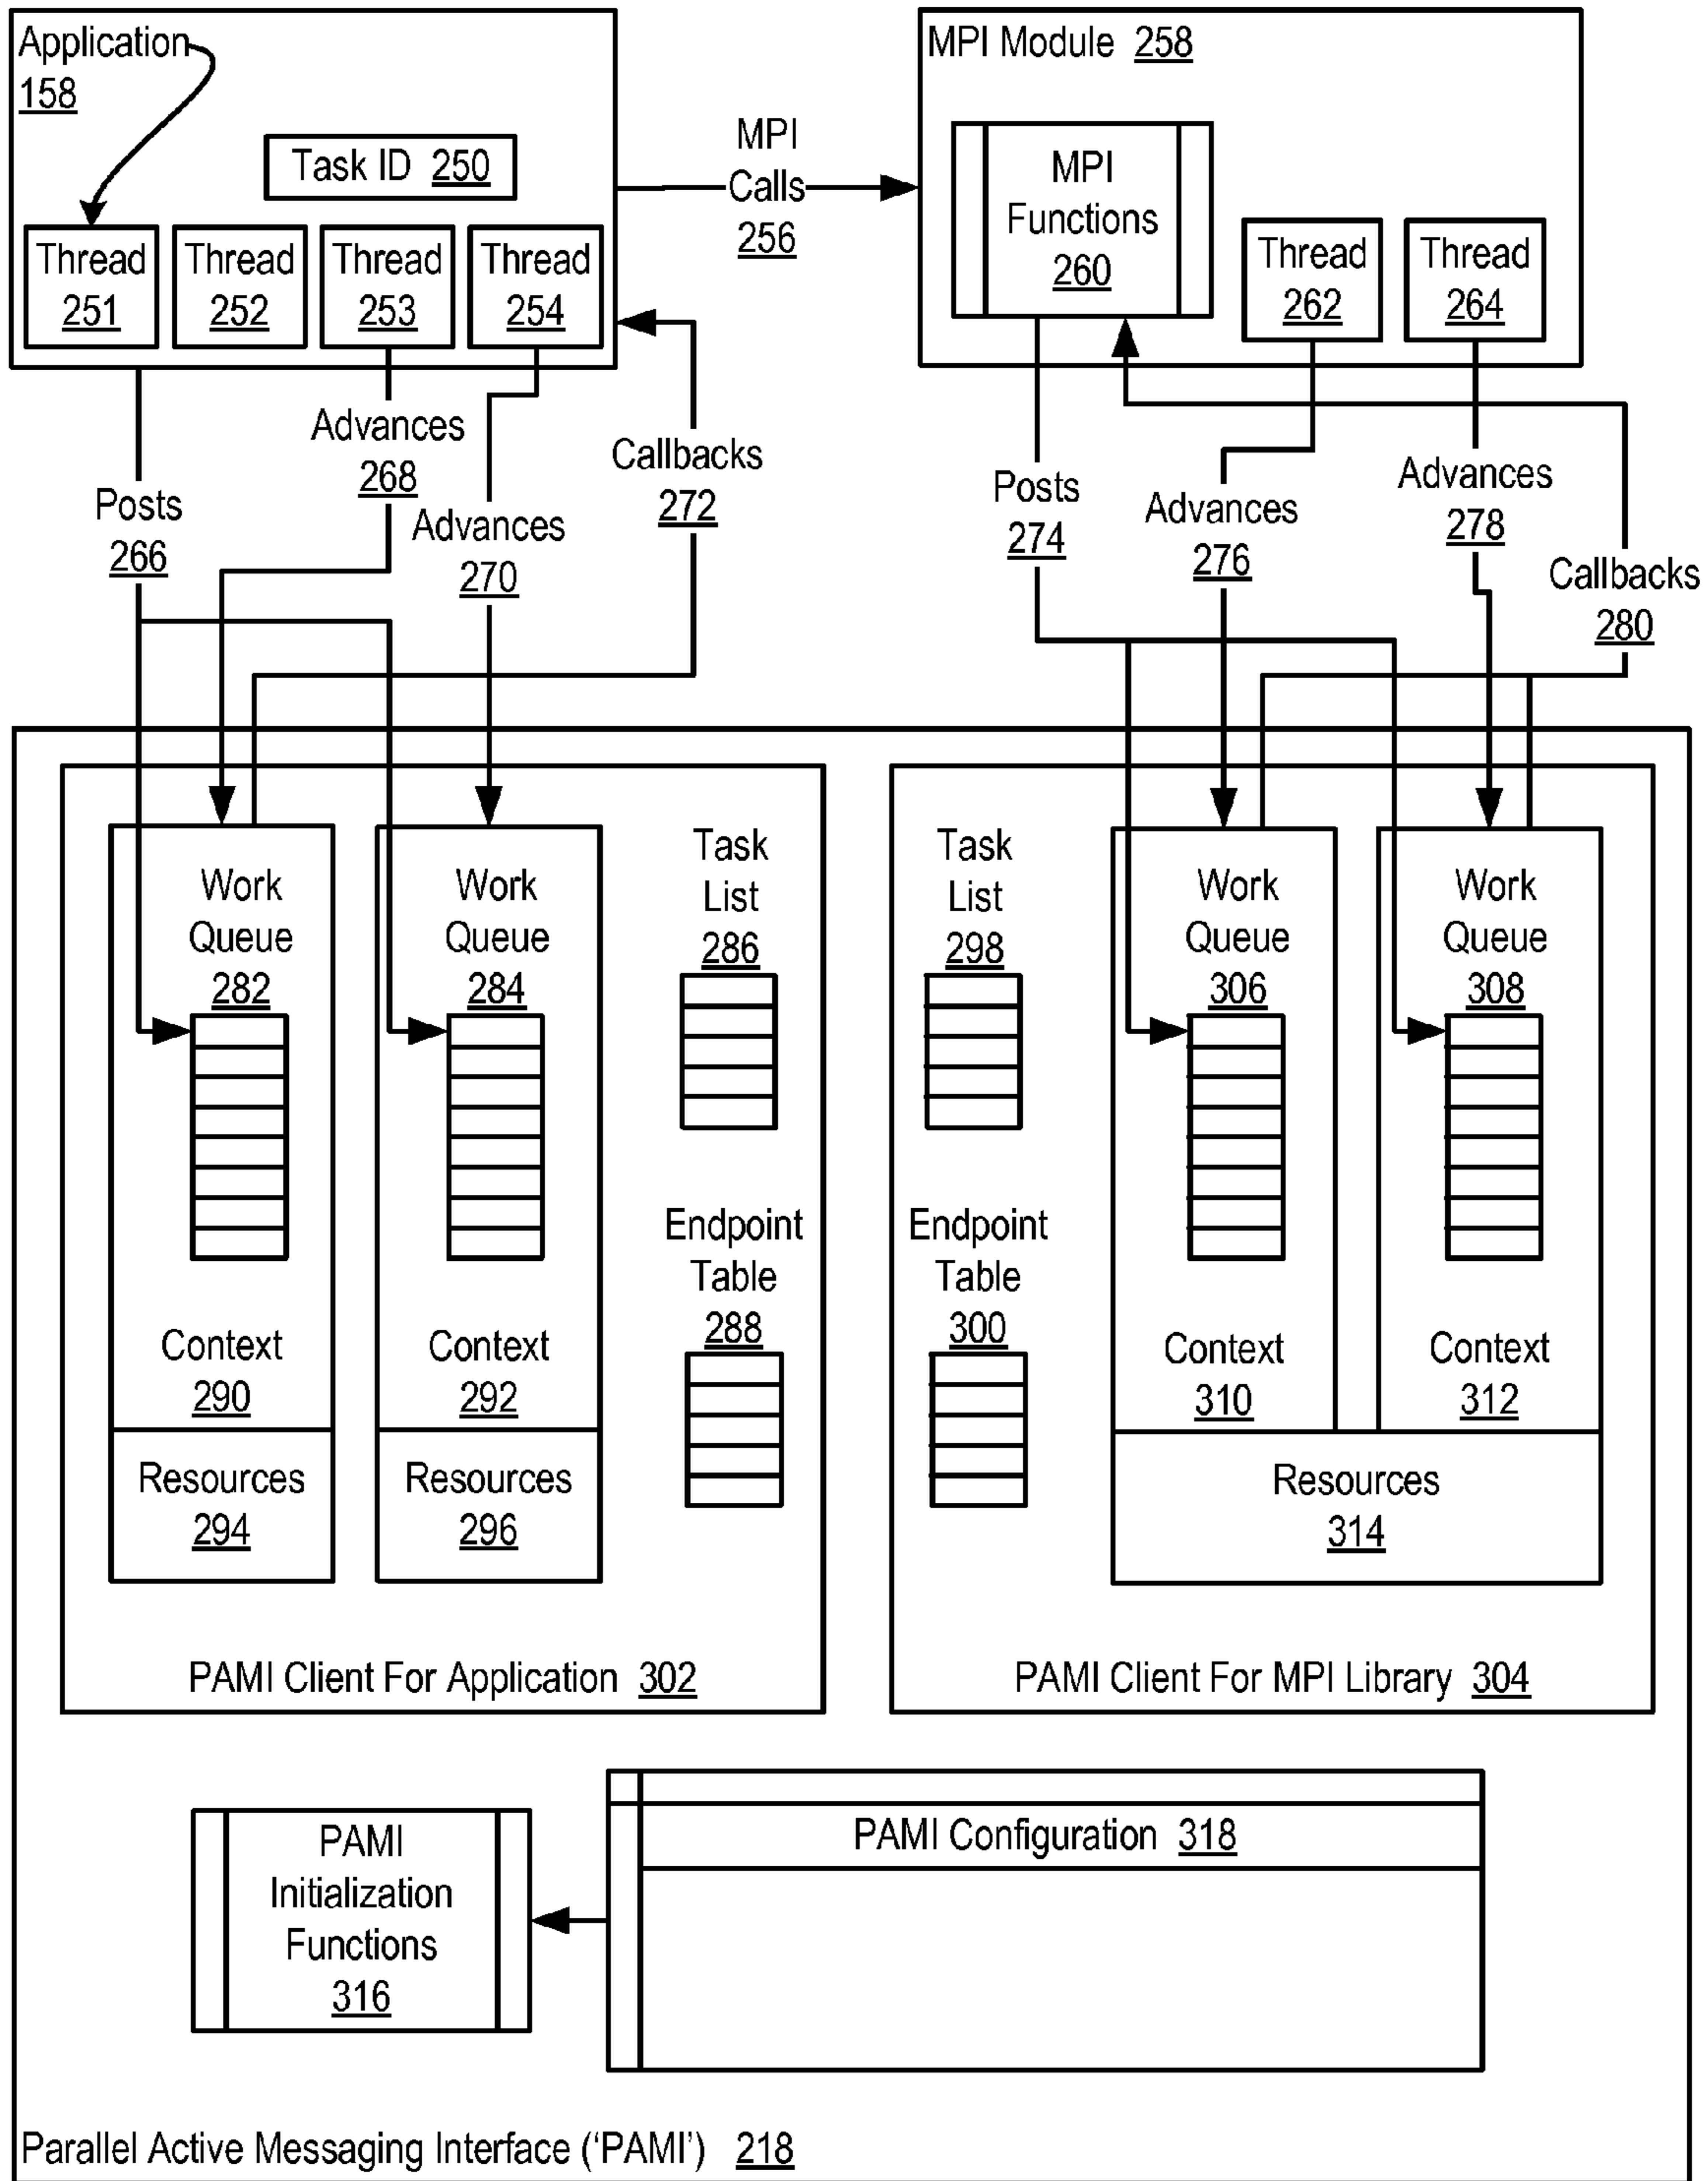 Application
158
Task ID 250
Thread
251
Thread
252
Thread
253
Thread
254
MPI
Calls
256
MPI Module 258
MPI
Functions
260
Thread
262
Thread
264
Posts
266
Advances
268
Advances
270
Callbacks
272
Posts
274
Advances
276
Advances
278
Callbacks
280
Work
Queue
282
Context
290
Resources
294
Work
Queue
284
Context
292
Resources
296
Task
List
286
Endpoint
Table
288
PAMI Client For Application 302
Task
List
298
Endpoint
Table
300
Work
Queue
306
Context
310
Work
Queue
308
Context
312
Resources
314
PAMI Client For MPI Library 304
PAMI
Initialization
Functions
316
PAMI Configuration 318
Parallel Active Messaging Interface (‘PAMI’) 218